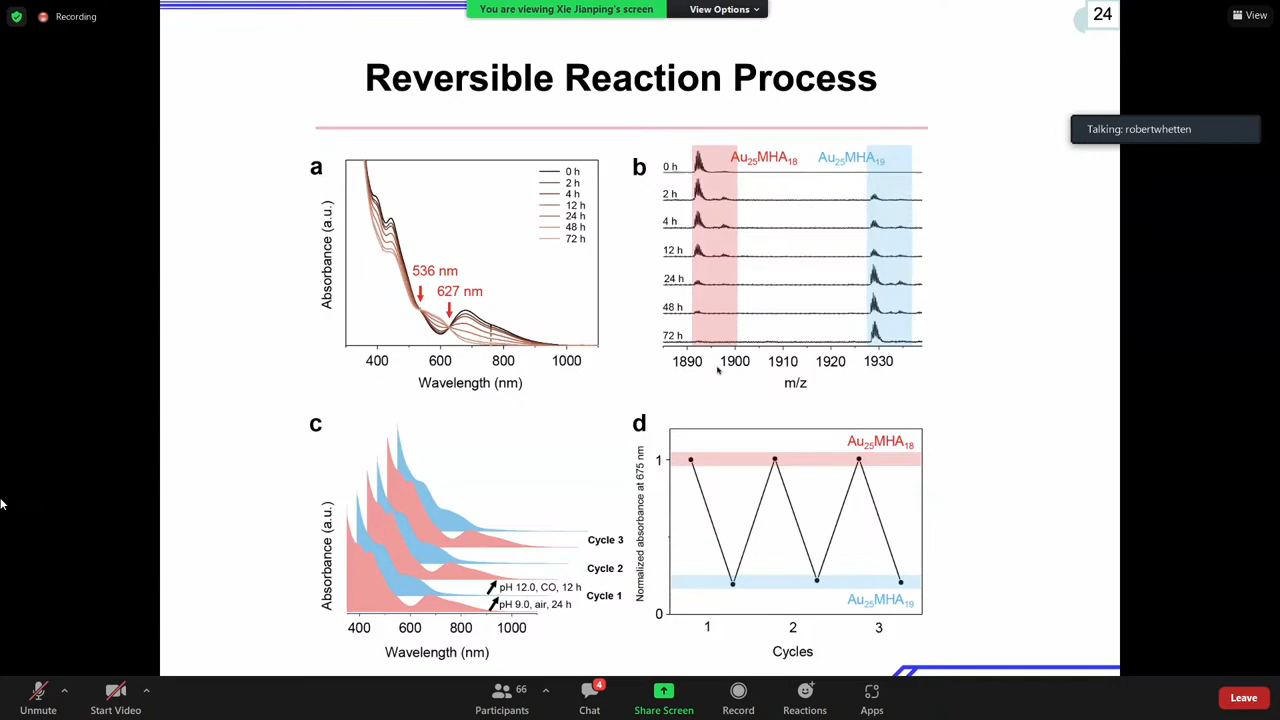 Recording
You are viewing Xie Jianping's screen
View Options
24
View
Reversible Reaction Process
Talking: robertwhetten
a
0 h
2 h
4 h
12 h
24 h
48 h
72 h
536 nm
627 nm
Absorbance (a.u.)
400
600
800
1000
Wavelength (nm)
b
Au25MHA18
Au25MHA19
0 h
2 h
4 h
12 h
24 h
48 h
72 h
1890
1900
1910
1920
1930
m/z
c
Absorbance (a.u.)
Cycle 3
Cycle 2
pH 12.0, CO, 12 h
Cycle 1
pH 9.0, air, 24 h
400
600
800
1000
Wavelength (nm)
d
Normalized absorbance at 675 nm
Au25MHA18
1
Au25MHA19
0
1
2
3
Cycles
Unmute
Start Video
66
Participants
4
Chat
Share Screen
Record
Reactions
Apps
Leave